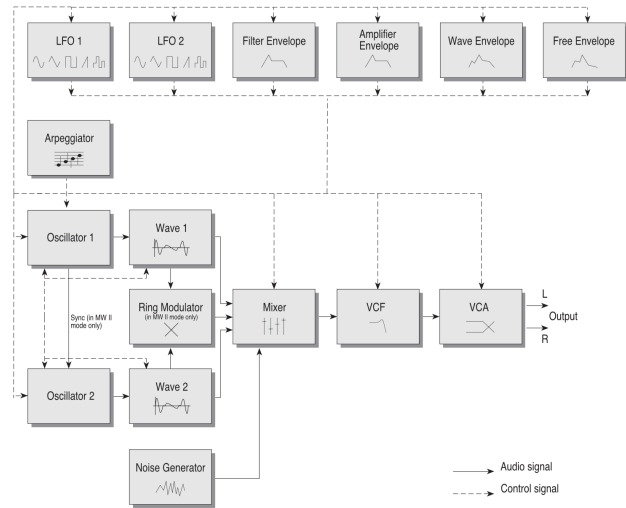 LFO 1
LFO 2
Filter Envelope
Amplifier
Envelope
Wave Envelope
Free Envelope
Arpeggiator
Oscillator 1
Wave 1
Sync (in MW II
mode only)
Ring Modulator
(in MW II mode only)
Mixer
VCF
VCA
L
Output
R
Oscillator 2
Wave 2
Noise Generator
Audio signal
Control signal